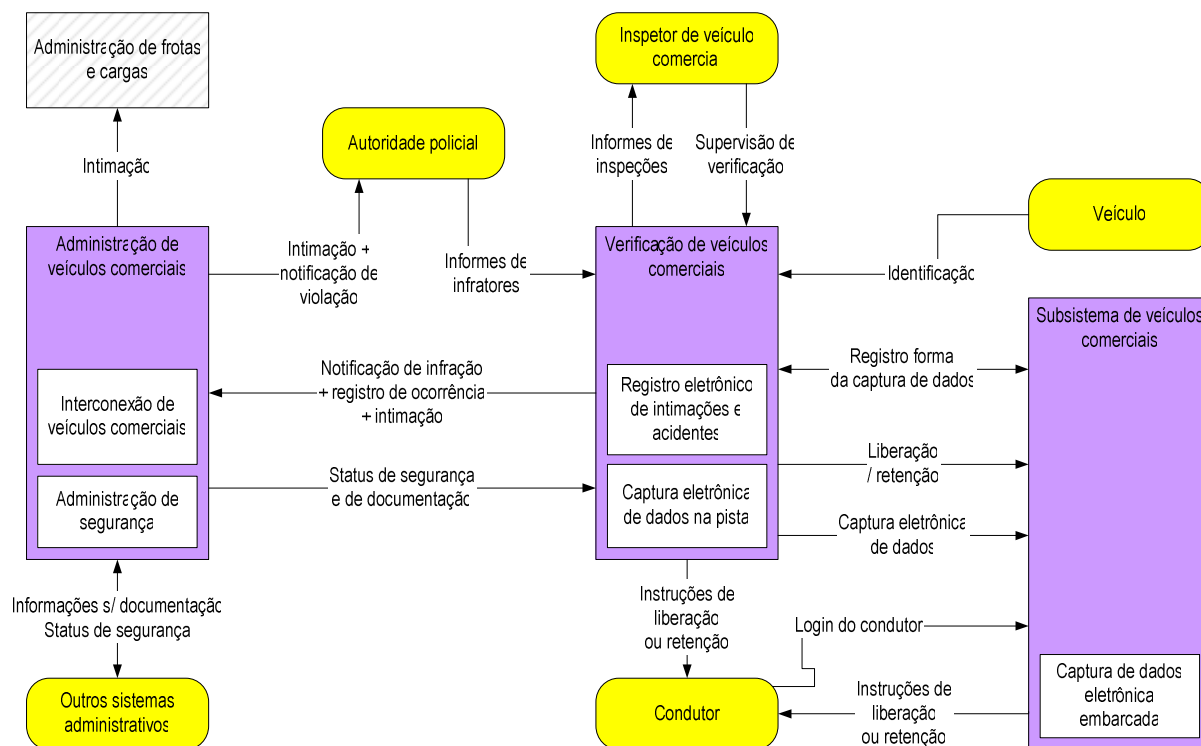 Administração de frotas
e cargas
Inspetor de veículo
comercia
Autoridade policial
Intimação
Informes de
inspeções
Supervisão de
verificação
Veículo
Administração de
veículos comerciais
Intimação +
notificação de
violação
Informes de
infratores
Verificação de veículos
comerciais
Identificação
Subsistema de veículos
comerciais
Registro forma
da captura de dados
Notificação de infração
+ registro de ocorrência
+ intimação
Interconexão de
veículos comerciais
Registro eletrônico
de intimações e
acidentes
Liberação
/ retenção
Status de segurança
e de documentação
Administração de
segurança
Captura eletrônica
de dados na pista
Captura eletrônica
de dados
Informações s/ documentação
Status de segurança
Instruções de
liberação
ou retenção
Login do condutor
Outros sistemas
administrativos
Condutor
Instruções de
liberação
ou retenção
Captura de dados
eletrônica
embarcada